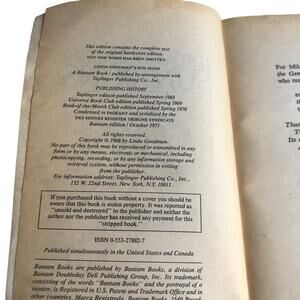 This edition contains the complete text
of the original hardcover edition.
NOT ONE WORD HAS BEEN OMITTED.
LINDA GOODMAN'S SUN SIGNS
A Bantam Book / published by arrangement with
Taplinger Publishing Co., Inc.
PUBLISHING HISTORY
Taplinger edition published September 1968
Universe Book Club edition published Spring 1969
Book-of-the-Month Club edition published Spring 1970
Condensed in PAGEANT and serialized by the
DES MOINES REGISTER TRIBUNE SYNDICATE
Bantam edition / October 1971
All rights reserved.
Copyright © 1968 by Linda Goodman.
No part of this book may be reproduced or transmitted in any
form or by any means, electronic or mechanical, including
photocopying, recording, or by any information storage and
retrieval system, without permission in writing
from the publisher.
For information address: Taplinger Publishing Co., Inc.,
132 W. 22nd Street, New York, N.Y. 10011.
If you purchased this book without a cover you should
be aware that this book is stolen property. It was reported
as "unsold and destroyed" to the publisher and neither the
author nor the publisher has received any payment for this
"stripped book."
ISBN 0-553-27882-7
Published simultaneously in the United States and Canada
Bantam Books are published by Bantam Books, a division of
Bantam Doubleday Dell Publishing Group, Inc. Its trademark,
consisting of the words "Bantam Books" and the portrayal of
a rooster, is Registered in U.S. Patent and Trademark Office and in
other countries. Marca Registrada. Bantam Books, 1540
For
the
who